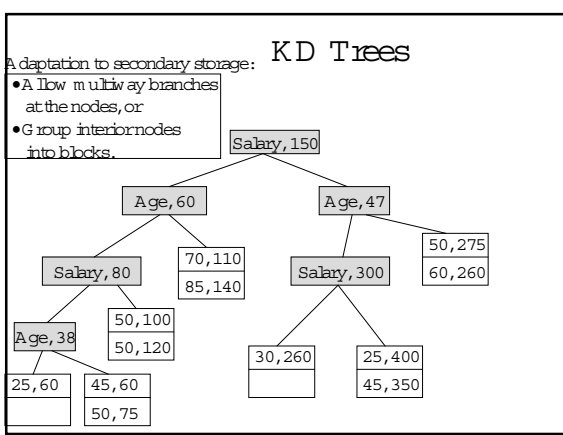 KD Trees
Adaptation to secondary storage:
•Allow multiway branches
at the nodes, or
•Group interior nodes
into blocks.
Salary, 150
Age, 60
Age, 47
70,110
85,140
50,275
60,260
Salary, 80
Salary, 300
50,100
50,120
Age, 38
30,260
25,400
45,350
25,60
45,60
50,75